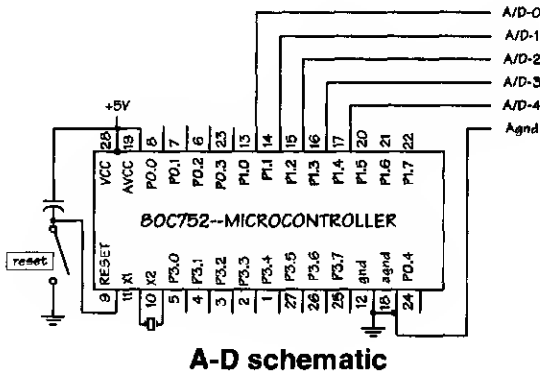 A/D-0
A/D-1
A/D-2
A/D-3
A/D-4
Agnd
+5V
28 19 8 7 6 23 13 14 15 16 17 20 21 22
VCC AVCC P0.0 P0.1 P0.2 P0.3 P1.0 P1.1 P1.2 P1.3 P1.4 P1.5 P1.6 P1.7
80C752--MICROCONTROLLER
reset
RESET X1 X2 P3.0 P3.1 P3.2 P3.3 P3.4 P3.5 P3.6 P3.7 gnd agnd P0.4
9 11 10 5 4 3 2 1 27 26 25 12 18 24
A-D schematic